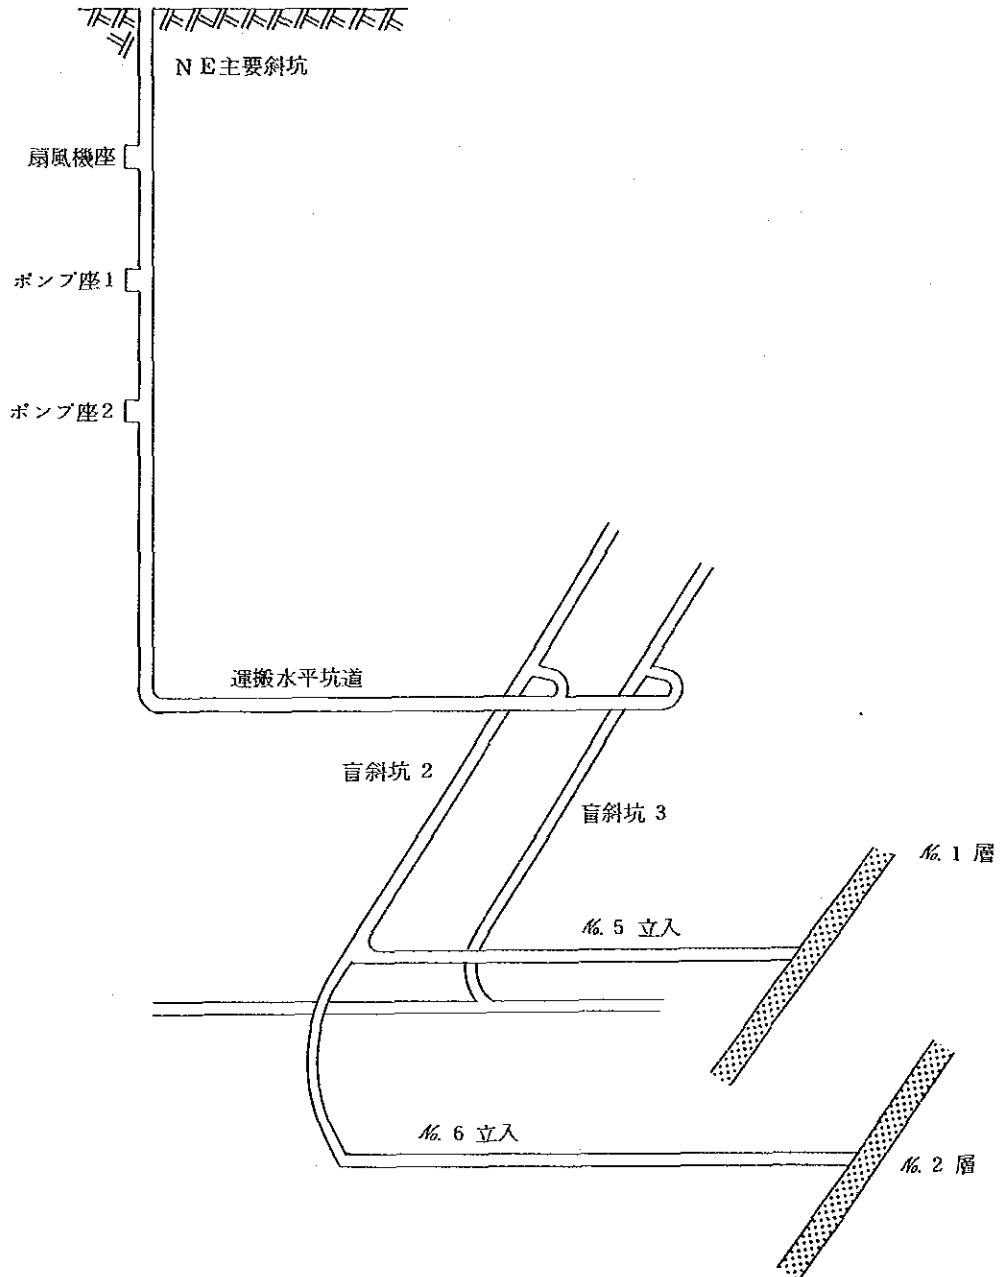 NE主要斜坑
扇風機座
ポンプ座1
ポンプ座2
運搬水平坑道
盲斜坑 2
盲斜坑 3
№. 1 層
№. 5 立入
№. 6 立入
№. 2 層